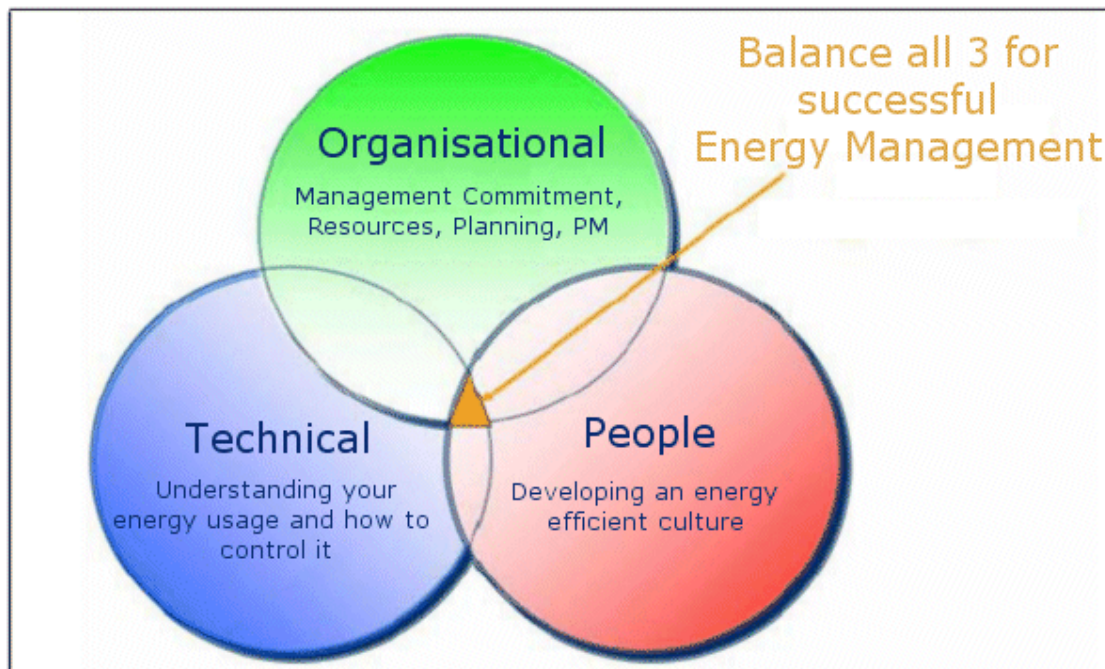 Balance all 3 for
successful
Energy Management
Organisational
Management Commitment,
Resources, Planning, PM
Technical
Understanding your
energy usage and how to
control it
People
Developing an energy
efficient culture